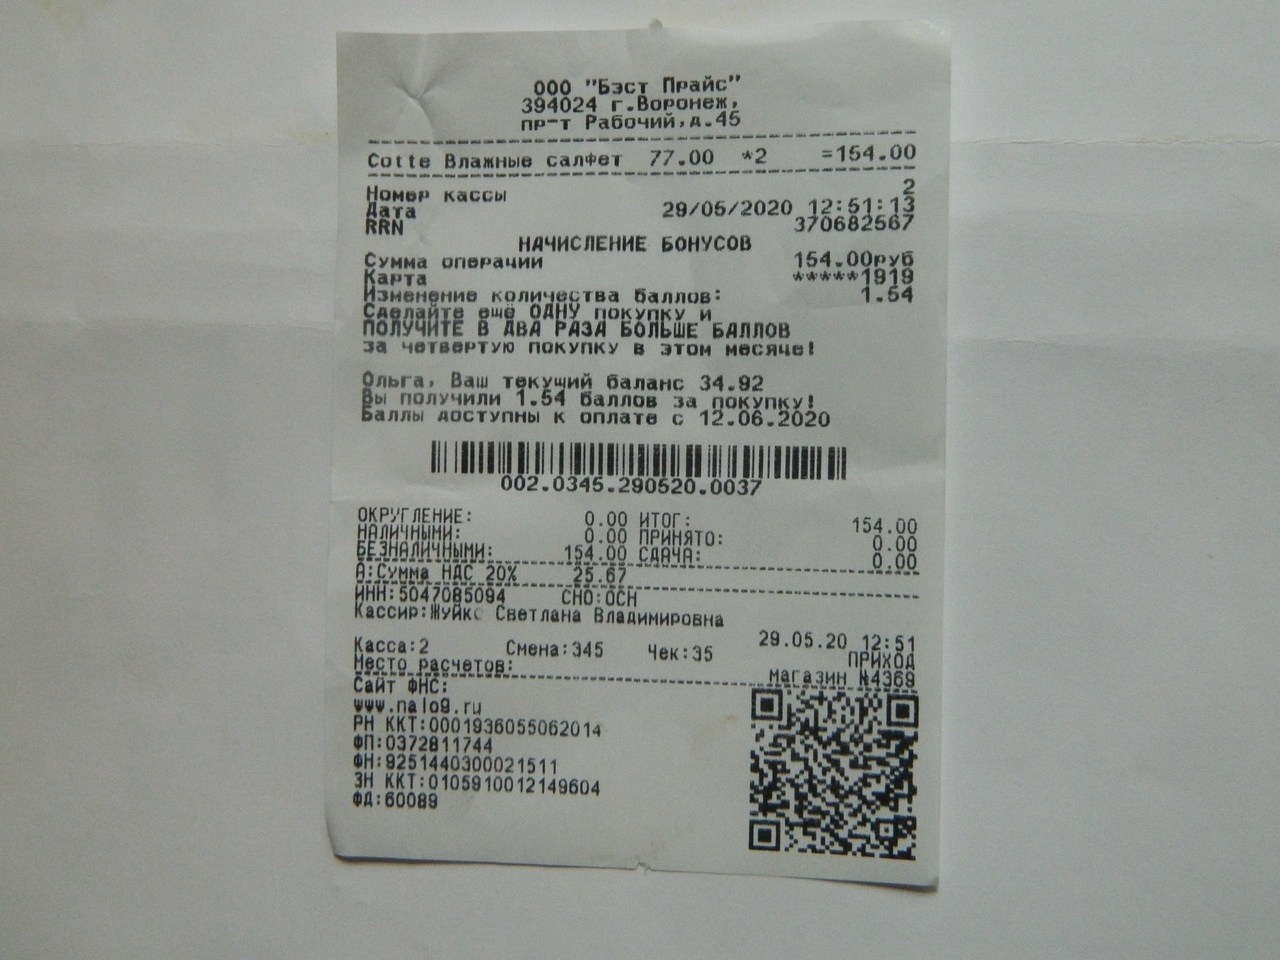 ООО "Бэст Прайс"
394024 г.Воронеж,
пр-т Рабочий,д.45
Cotte Влажные салфет 77.00 *2 =154.00
Номер кассы 2
Дата 29/05/2020 12:51:13
RRN 370682567
НАЧИСЛЕНИЕ БОНУСОВ
Сумма операции 154.00руб
Карта *****1919
Изменение количества баллов: 1.54
Сделайте ещё ОДНУ покупку и
ПОЛУЧИТЕ В ДВА РАЗА БОЛЬШЕ БАЛЛОВ
за четвертую покупку в этом месяце!
Ольга, Ваш текущий баланс 34.92
Вы получили 1.54 баллов за покупку!
Баллы доступны к оплате с 12.06.2020
002.0345.290520.0037
ОКРУГЛЕНИЕ: 0.00 ИТОГ: 154.00
НАЛИЧНЫМИ: 0.00 ПРИНЯТО: 0.00
БЕЗНАЛИЧНЫМИ: 154.00 СДАЧА: 0.00
А:Сумма НДС 20% 25.67
ИНН:5047085094 СНО:ОСН
Кассир: Светлана Владимировна
29.05.20 12:51
Касса:2 Смена:345 Чек:35 ПРИХОД
Место расчетов: магазин №4369
Сайт ФНС:
www.nalog.ru
РН ККТ:0001936055062014
ФП:0372811744
ФН:9251440300021511
ЗН ККТ:0105910012149604
ФД:60089